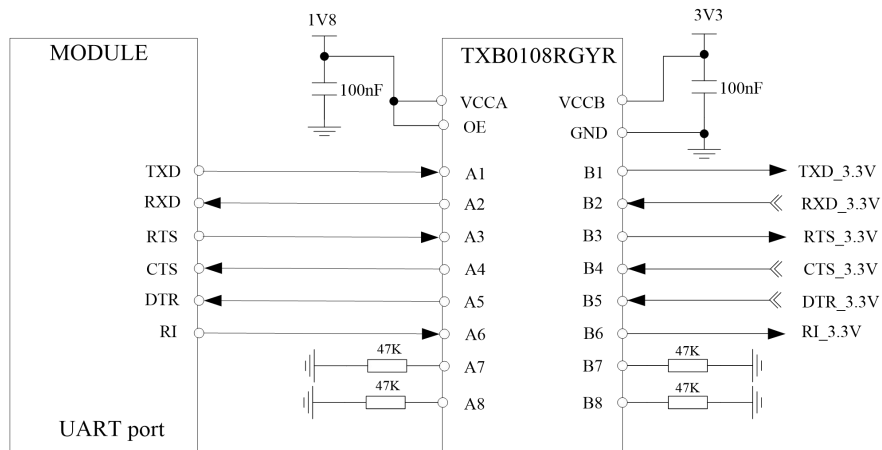 1V8
3V3
MODULE
TXB0108RGYR
100nF
100nF
VCCA
VCCB
OE
GND
TXD
A1
B1
TXD_3.3V
RXD
A2
B2
RXD_3.3V
RTS
A3
B3
RTS_3.3V
CTS
A4
B4
CTS_3.3V
DTR
A5
B5
DTR_3.3V
RI
A6
B6
RI_3.3V
47K
A7
B7
47K
47K
A8
B8
47K
UART port